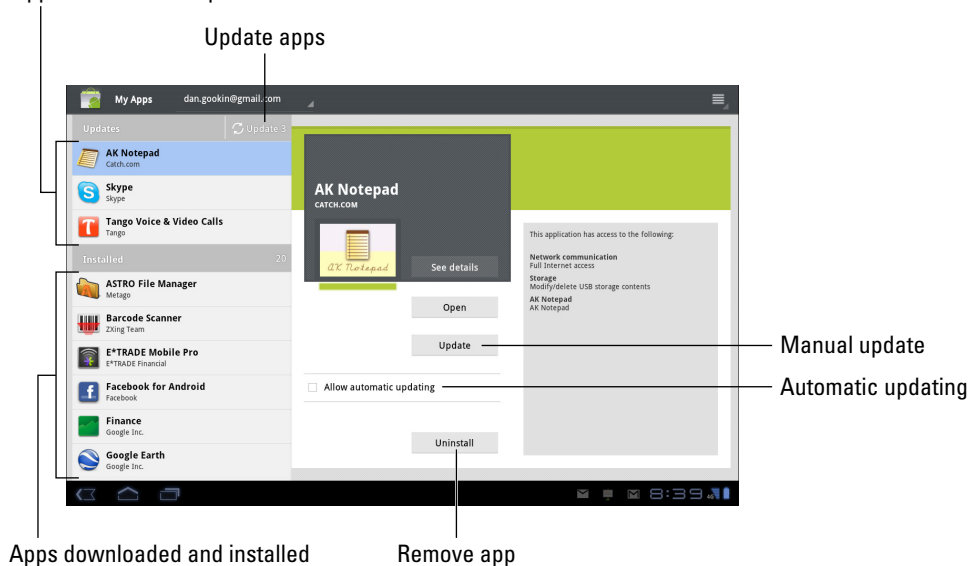 Update apps
My Apps
dan.gookin@gmail.com
Updates
Update 3
AK Notepad
Catch.com
Skype
Skype
Tango Voice & Video Calls
Tango
Installed
20
ASTRO File Manager
Metago
Barcode Scanner
ZXing Team
E*TRADE Mobile Pro
E*TRADE Financial
Facebook for Android
Facebook
Finance
Google Inc.
Google Earth
Google Inc.
AK Notepad
CATCH.COM
AK Notepad
See details
Open
Update
Allow automatic updating
Uninstall
This application has access to the following:
Network communication
Full Internet access
Storage
Modify/delete USB storage contents
AK Notepad
AK Notepad
Manual update
Automatic updating
8:39
4G
Apps downloaded and installed
Remove app